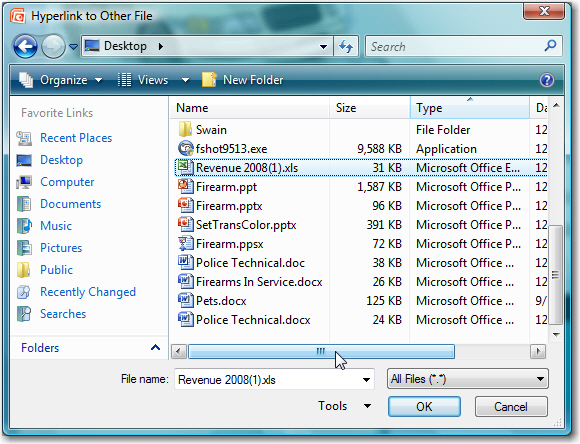 Hyperlink to Other File
Desktop
Search
Organize Views New Folder
Favorite Links
Recent Places
Desktop
Computer
Documents
Music
Pictures
Public
Recently Changed
Searches
Folders
Name Size Type Da
Swain File Folder 12
fshot9513.exe 9,588 KB Application 12
Revenue 2008(1).xls 31 KB Microsoft Office E... 12
Firearm.ppt 1,587 KB Microsoft Office P... 12
Firearm.pptx 96 KB Microsoft Office P... 12
SetTransColor.pptx 391 KB Microsoft Office P... 12
Firearm.ppsx 72 KB Microsoft Office P... 12
Police Technical.doc 38 KB Microsoft Office ... 12
Firearms In Service.docx 26 KB Microsoft Office ... 12
Pets.docx 125 KB Microsoft Office ... 9/
Police Technical.docx 24 KB Microsoft Office ... 12
File name: Revenue 2008(1).xls All Files (*.*)
Tools OK Cancel